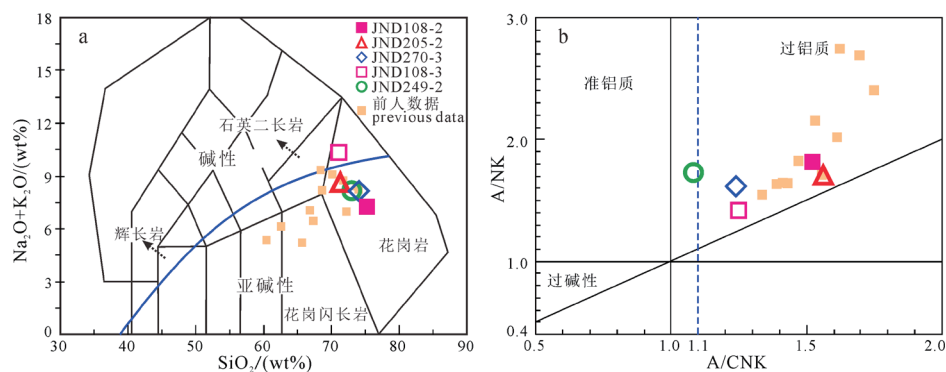 a
JND108-2
JND205-2
JND270-3
JND108-3
JND249-2
前人数据
previous data
石英二长岩
碱性
辉长岩
亚碱性
花岗岩
花岗闪长岩
18
15
12
9
6
3
0
30
40
50
60
70
80
90
Na₂O+K₂O/(wt%)
SiO₂/(wt%)
b
准铝质
过铝质
过碱性
3.0
2.0
1.0
0.4
0.5
1.0
1.1
1.5
2.0
A/NK
A/CNK